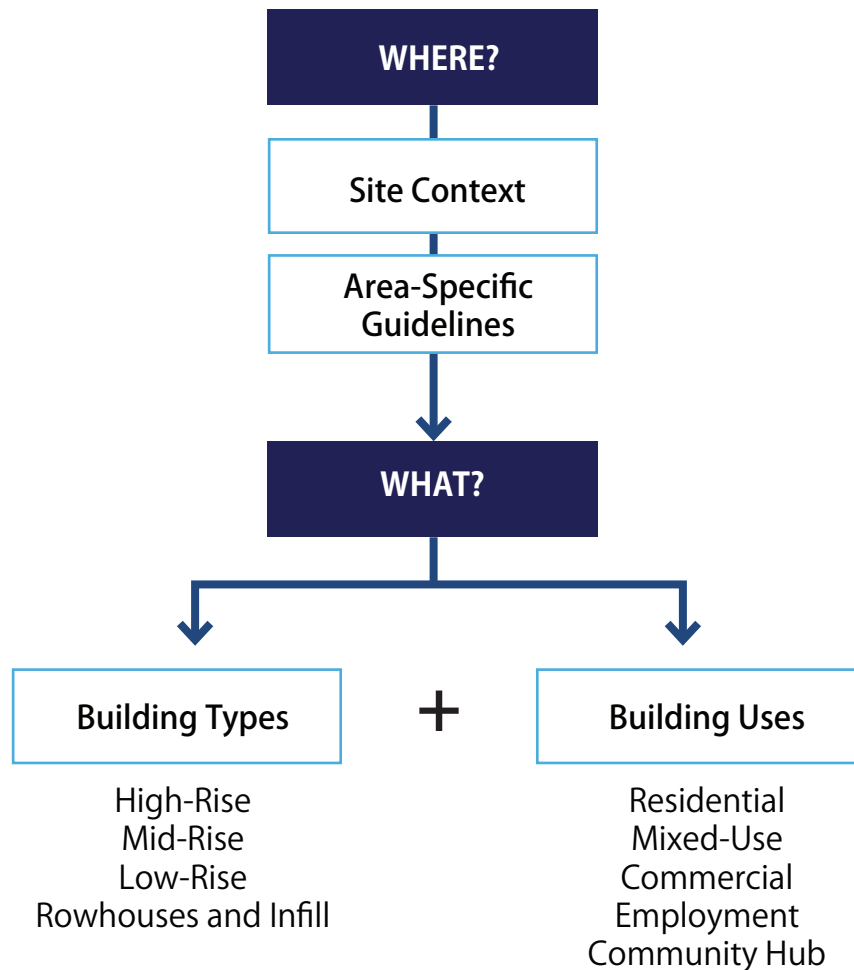 WHERE?
Site Context
Area-Specific
Guidelines
WHAT?
Building Types
+
Building Uses
High-Rise
Mid-Rise
Low-Rise
Rowhouses and Infill
Residential
Mixed-Use
Commercial
Employment
Community Hub